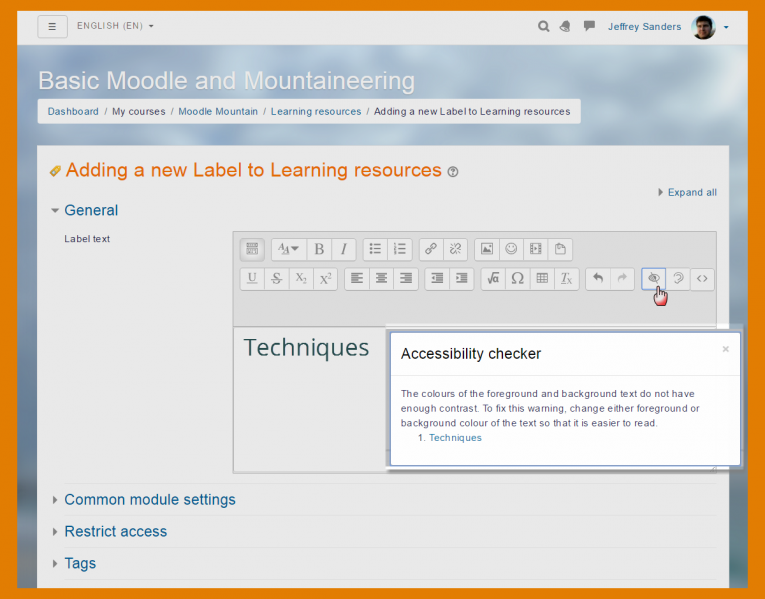 ENGLISH (EN)
Jeffrey Sanders
Basic Moodle and Mountaineering
Dashboard / My courses / Moodle Mountain / Learning resources / Adding a new Label to Learning resources
Adding a new Label to Learning resources
Expand all
General
Label text
B I
U S X₂ X² √α Ω Tx <>
Techniques
Accessibility checker ×
The colours of the foreground and background text do not have
enough contrast. To fix this warning, change either foreground or
background colour of the text so that it is easier to read.
1. Techniques
Common module settings
Restrict access
Tags